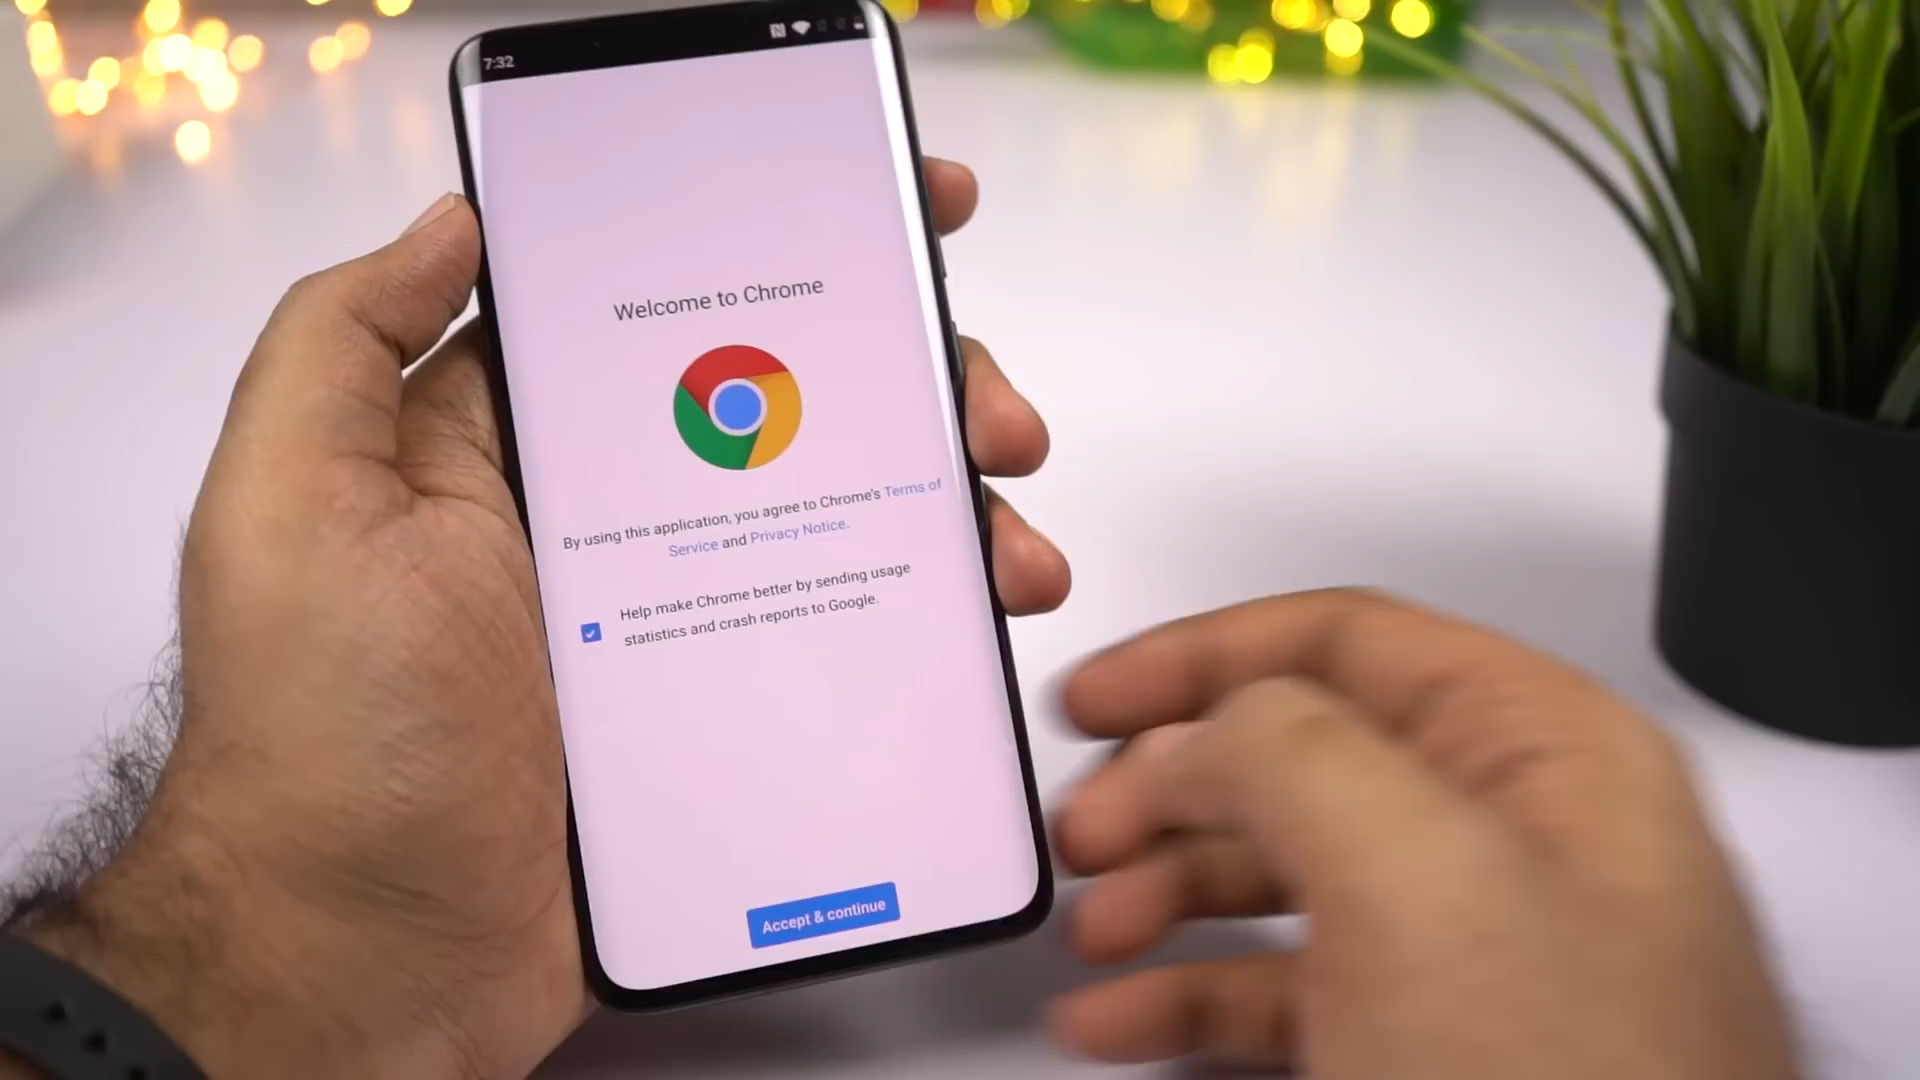 7:32
Welcome to Chrome
By using this application, you agree to Chrome's Terms of
Service and Privacy Notice.
Help make Chrome better by sending usage
statistics and crash reports to Google.
Accept & continue